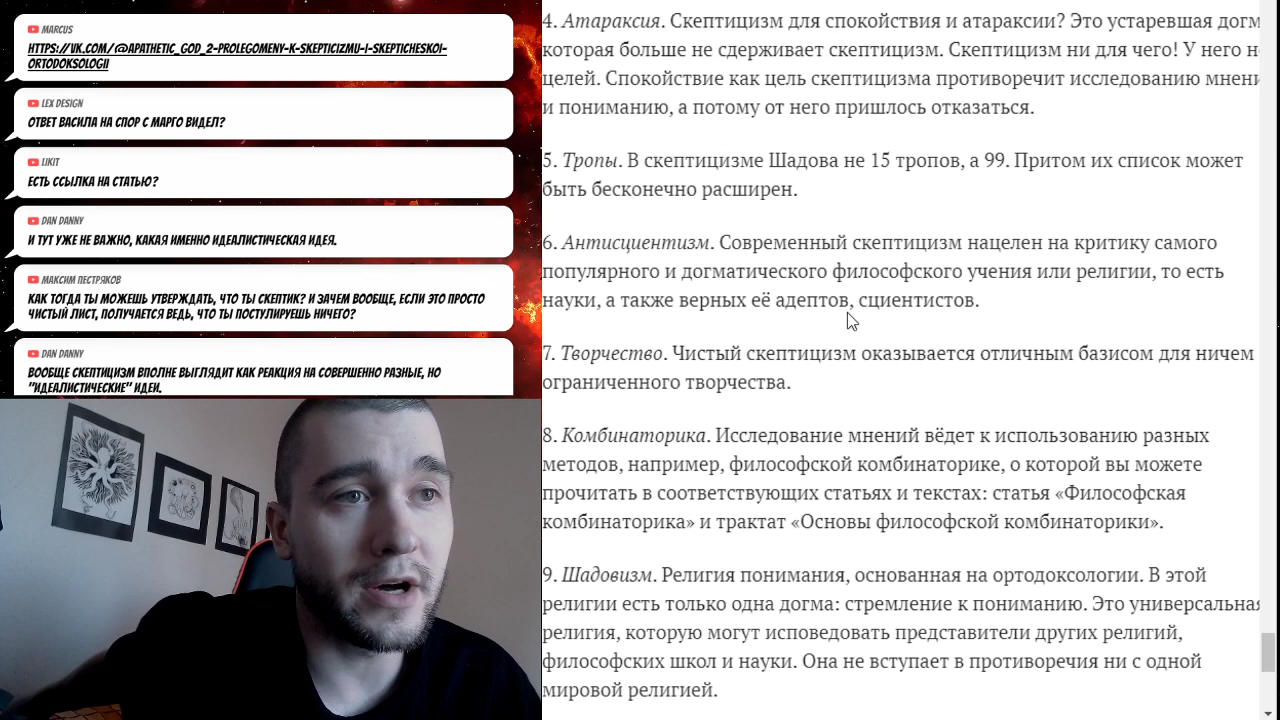 MARCUS
HTTPS://VK.COM/@APATHETIC_GOD_2-PROLEGOMENY-K-SKEPTICIZMU-I-SKEPTICHESKOI-
ORTODOKSOLOGII
LEX DESIGN
ОТВЕТ ВАСИЛА НА СПОР С МАРГО ВИДЕЛ?
LIKIT
ЕСТЬ ССЫЛКА НА СТАТЬЮ?
DAN DANNY
И ТУТ УЖЕ НЕ ВАЖНО, КАКАЯ ИМЕННО ИДЕАЛИСТИЧЕСКАЯ ИДЕЯ.
МАКСИМ ПЕСТРЯКОВ
КАК ТОГДА ТЫ МОЖЕШЬ УТВЕРЖДАТЬ, ЧТО ТЫ СКЕПТИК? И ЗАЧЕМ ВООБЩЕ, ЕСЛИ ЭТО ПРОСТО
ЧИСТЫЙ ЛИСТ, ПОЛУЧАЕТСЯ ВЕДЬ, ЧТО ТЫ ПОСТУЛИРУЕШЬ НИЧЕГО?
DAN DANNY
ВООБЩЕ СКЕПТИЦИЗМ ВПОЛНЕ ВЫГЛЯДИТ КАК РЕАКЦИЯ НА СОВЕРШЕННО РАЗНЫЕ, НО
"ИДЕАЛИСТИЧЕСКИЕ" ИДЕИ.
4. Атараксия. Скептицизм для спокойствия и атараксии? Это устаревшая догм
которая больше не сдерживает скептицизм. Скептицизм ни для чего! У него н
целей. Спокойствие как цель скептицизма противоречит исследованию мнени
и пониманию, а потому от него пришлось отказаться.
5. Тропы. В скептицизме Шадова не 15 тропов, а 99. Притом их список может
быть бесконечно расширен.
6. Антисциентизм. Современный скептицизм нацелен на критику самого
популярного и догматического философского учения или религии, то есть
науки, а также верных её адептов, сциентистов.
7. Творчество. Чистый скептицизм оказывается отличным базисом для ничем
ограниченного творчества.
8. Комбинаторика. Исследование мнений вёдет к использованию разных
методов, например, философской комбинаторике, о которой вы можете
прочитать в соответствующих статьях и текстах: статья «Философская
комбинаторика» и трактат «Основы философской комбинаторики».
9. Шадовизм. Религия понимания, основанная на ортодоксологии. В этой
религии есть только одна догма: стремление к пониманию. Это универсальная
религия, которую могут исповедовать представители других религий,
философских школ и науки. Она не вступает в противоречия ни с одной
мировой религией.